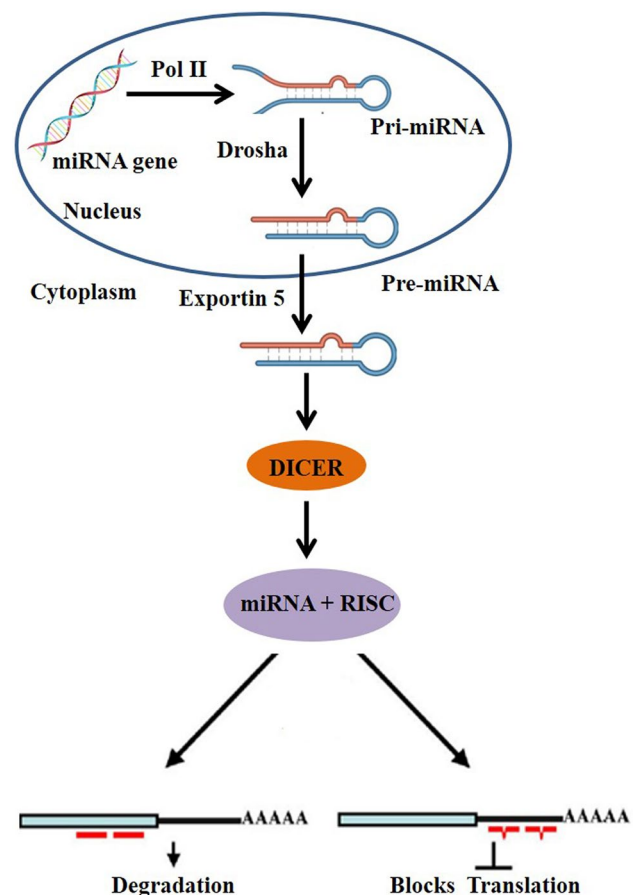 Pol II
Pri-miRNA
miRNA gene
Drosha
Nucleus
Pre-miRNA
Cytoplasm
Exportin 5
DICER
miRNA + RISC
AAAAA
AAAAA
Degradation
Blocks Translation